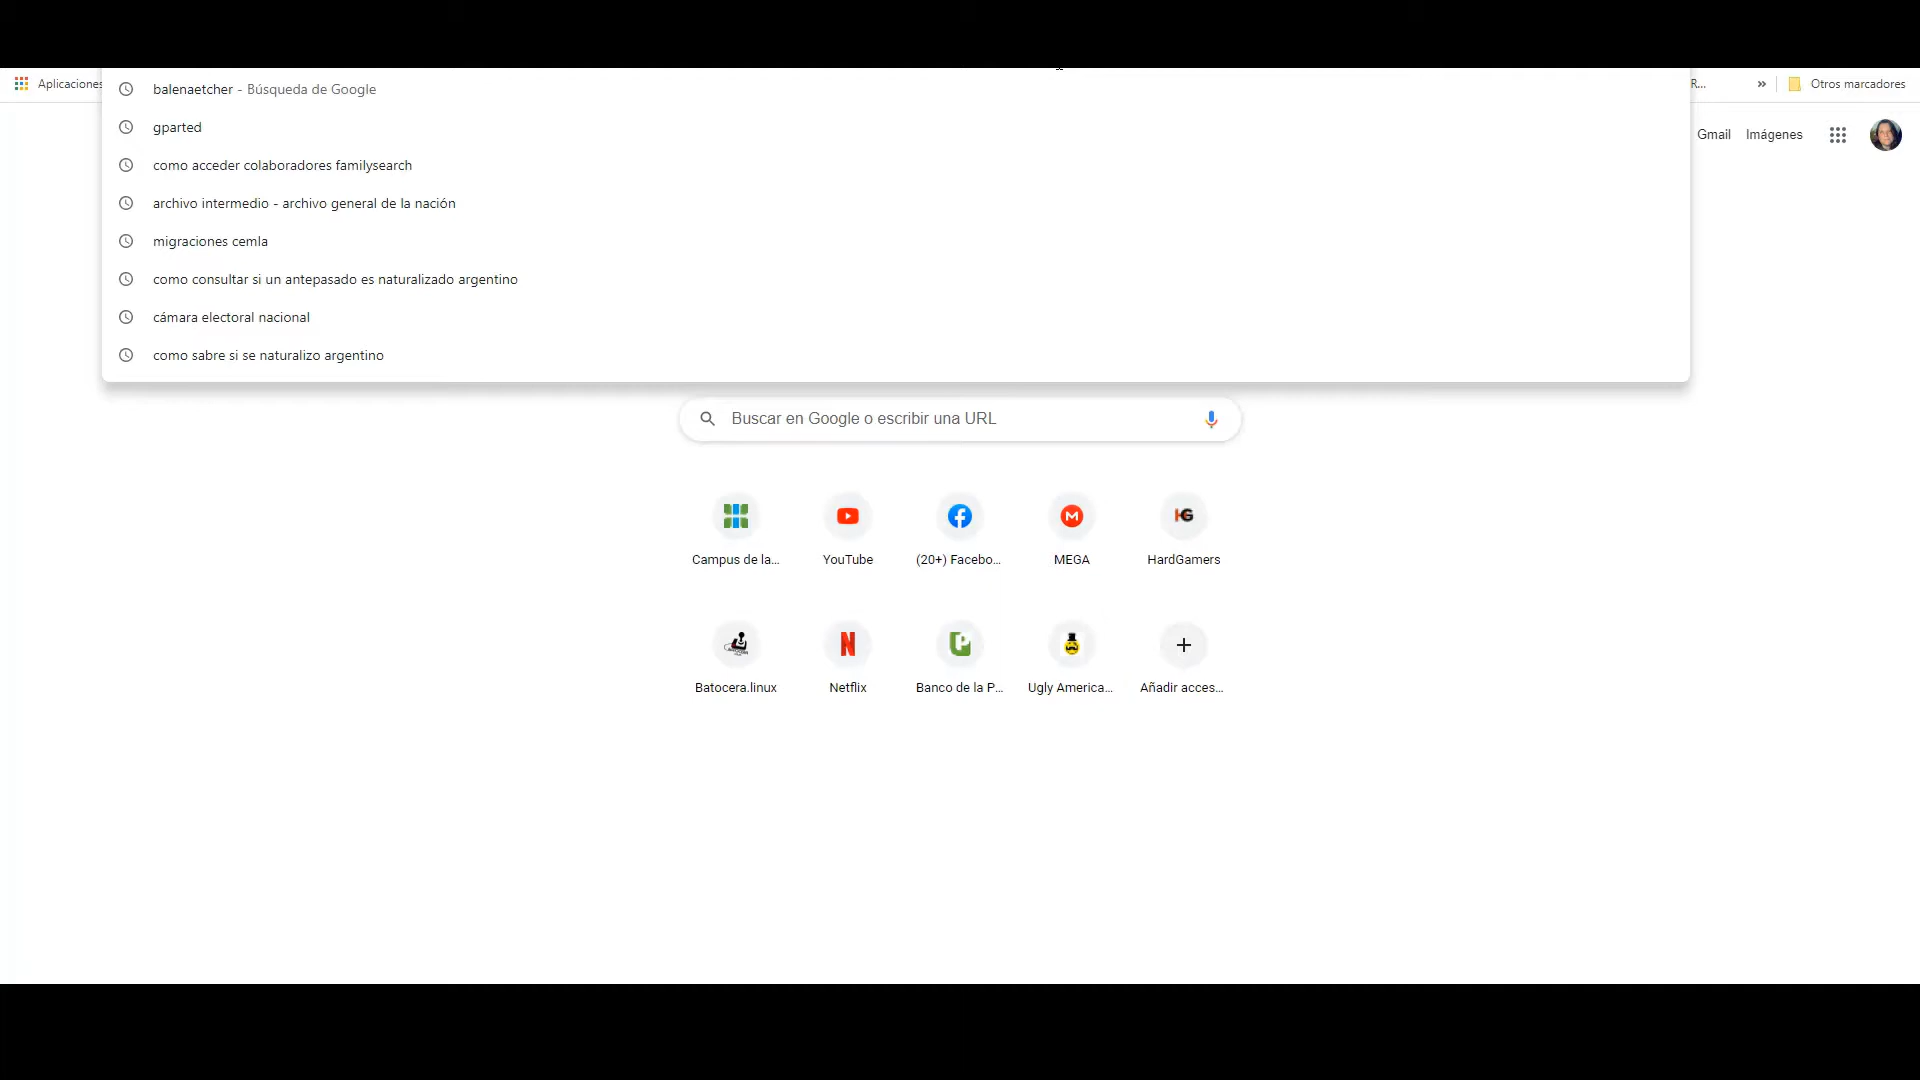 Aplicaciones
R...
»
Otros marcadores
balenaetcher - Búsqueda de Google
gparted
Gmail
Imágenes
como acceder colaboradores familysearch
archivo intermedio - archivo general de la nación
migraciones cemla
como consultar si un antepasado es naturalizado argentino
cámara electoral nacional
como sabre si se naturalizo argentino
Buscar en Google o escribir una URL
Campus de la...
YouTube
(20+) Facebo...
MEGA
HardGamers
Batocera.linux
Netflix
Banco de la P...
Ugly America...
Añadir acces...